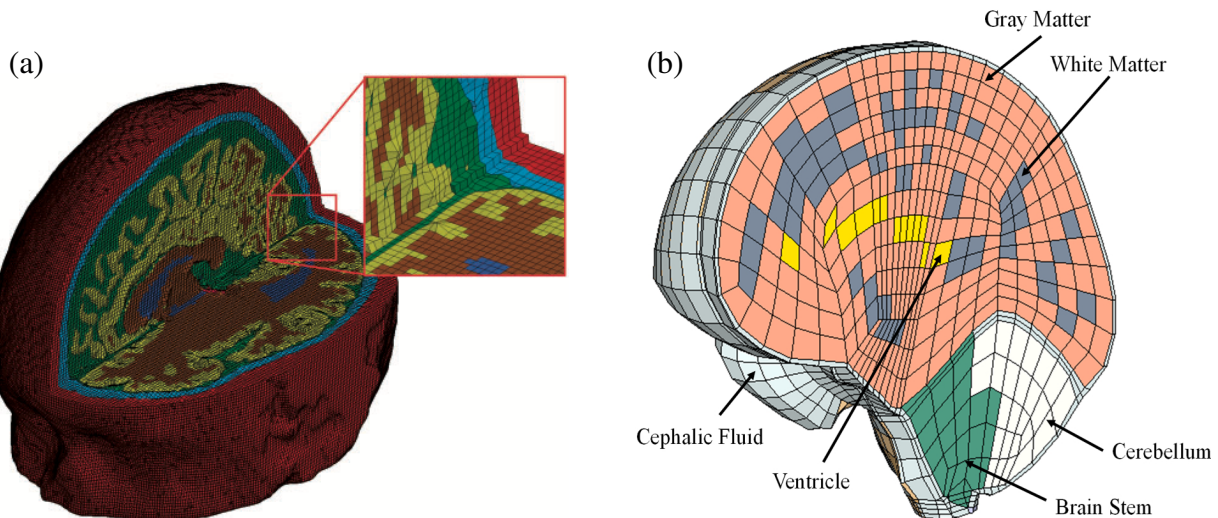 (a)
(b)
Gray Matter
White Matter
Cephalic Fluid
Ventricle
Cerebellum
Brain Stem